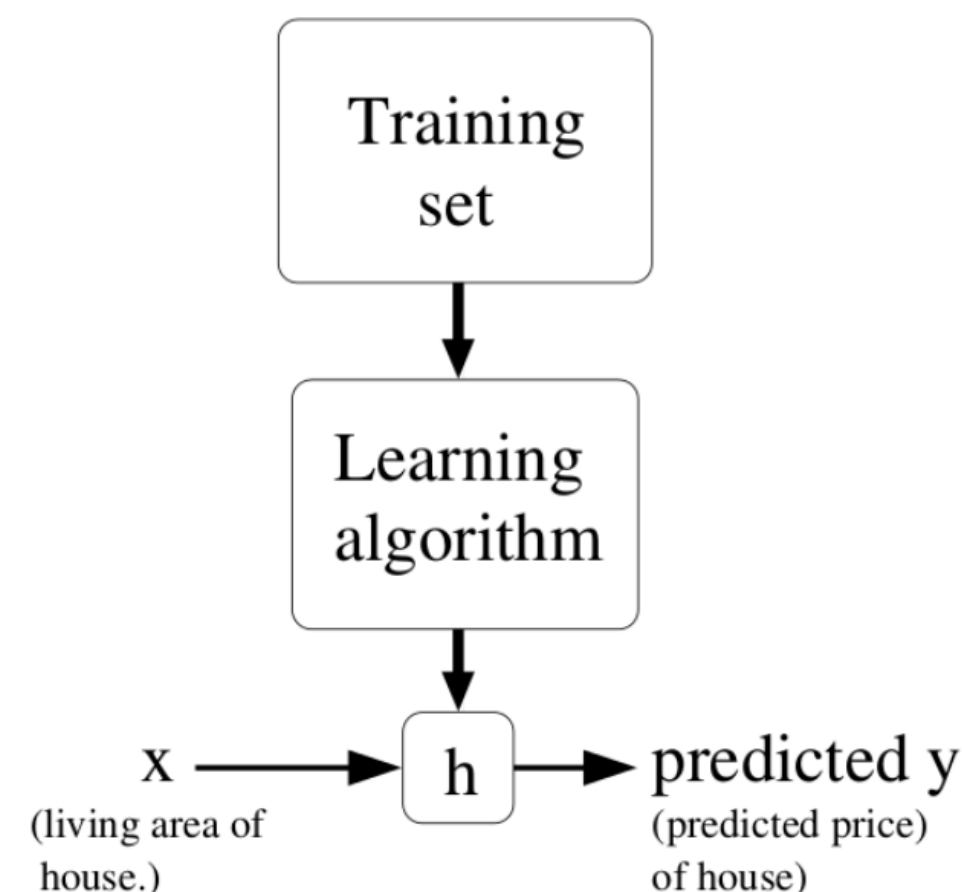 Training
set
Learning
algorithm
x
h
predicted y
(living area of
house.)
(predicted price)
of house)